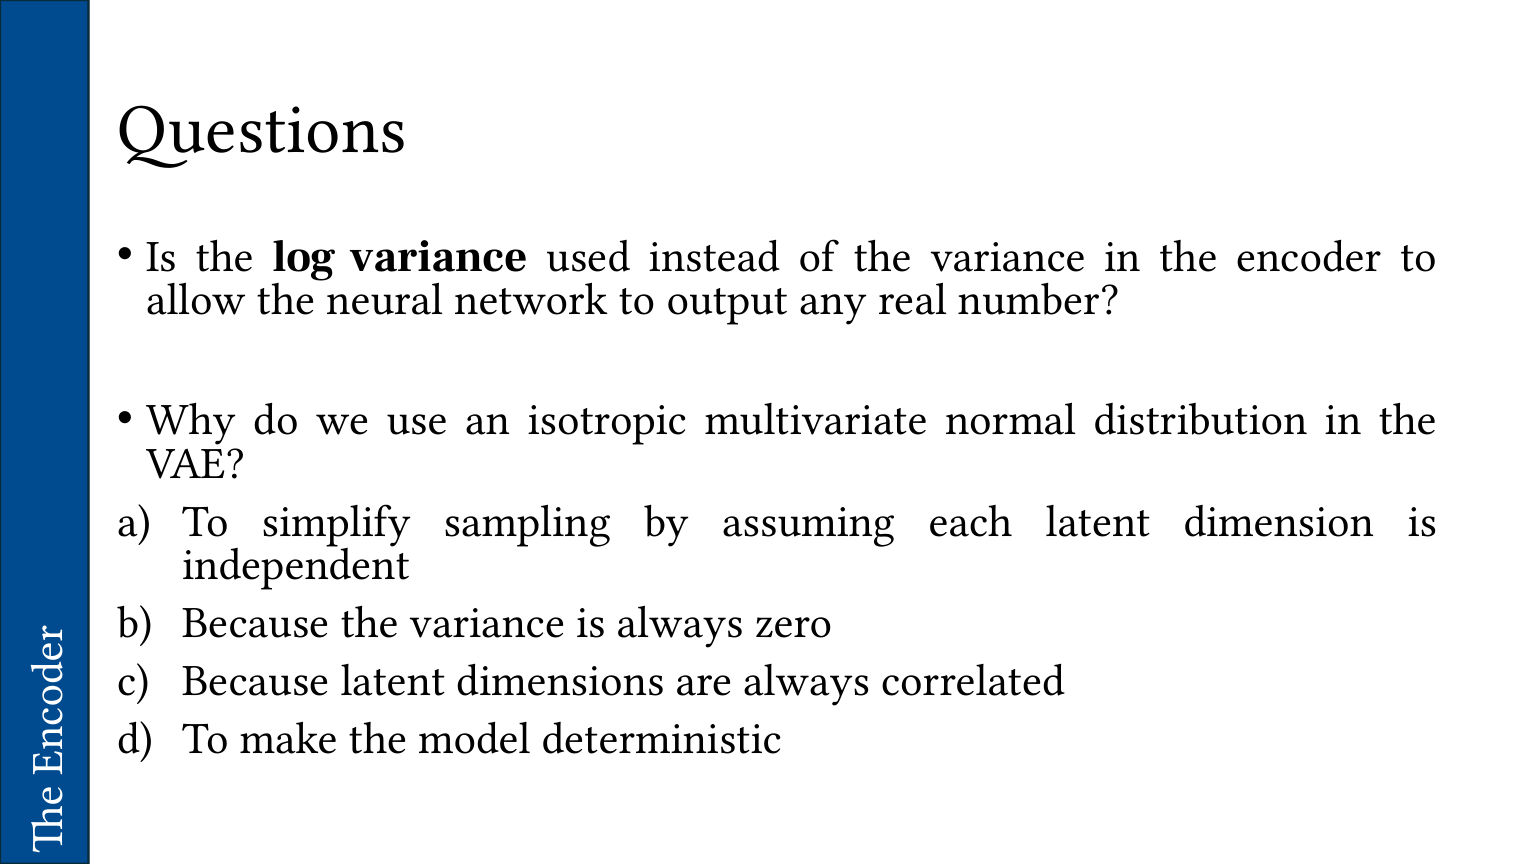 Questions
• Is the log variance used instead of the variance in the encoder to
allow the neural network to output any real number?
• Why do we use an isotropic multivariate normal distribution in the
VAE?
a) To simplify sampling by assuming each latent dimension is
independent
b) Because the variance is always zero
c) Because latent dimensions are always correlated
d) To make the model deterministic
The Encoder